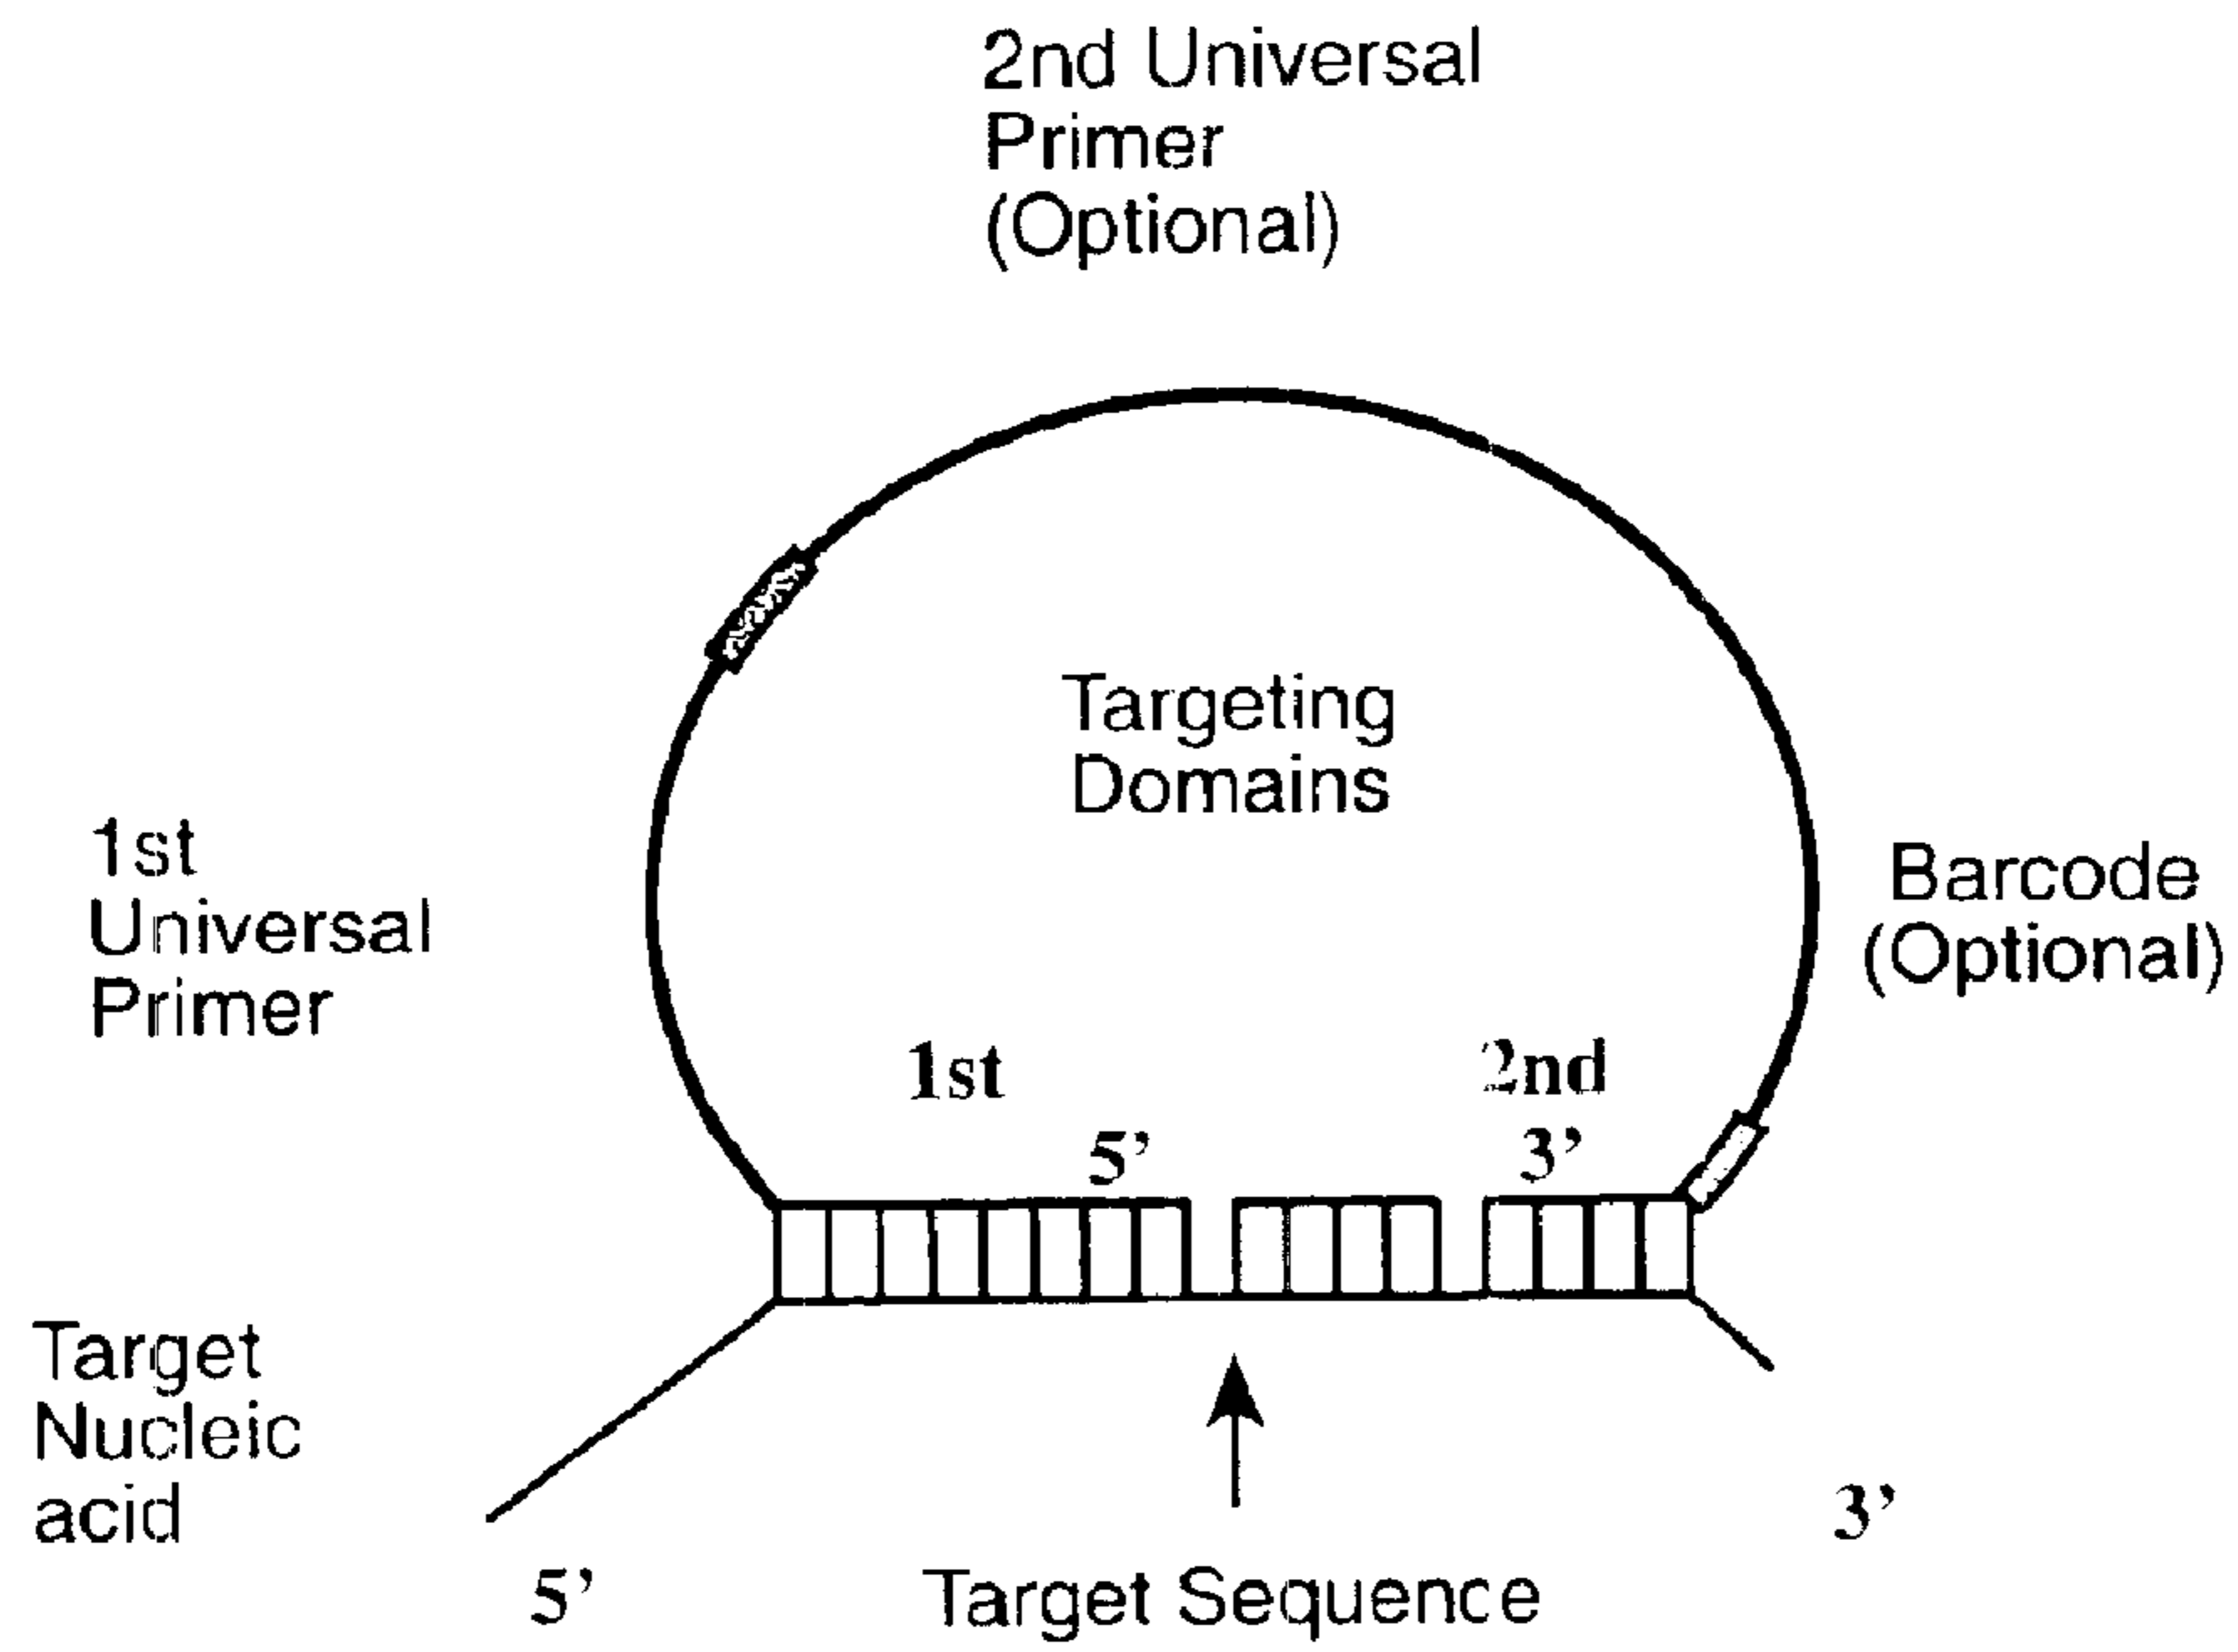 2nd Universal
Primer
(Optional)
Targeting
Domains
1st
Universal
Primer
Barcode
(Optional)
1st
2nd
5’
3’
Target
Nucleic
acid
3’
5’
Target Sequence